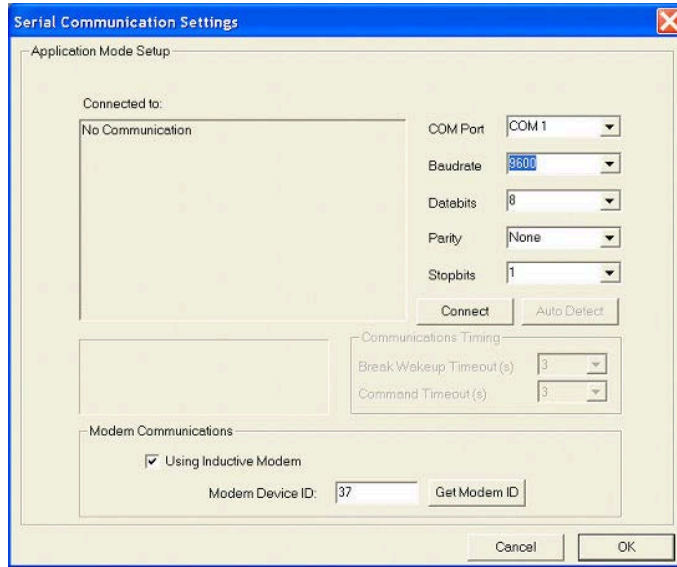 Serial Communication Settings
Application Mode Setup
Connected to:
No Communication
COM Port COM 1
Baudrate 9600
Databits 8
Parity None
Stopbits 1
Connect Auto Detect
Communications Timing
Break Wakeup Timeout (s) 3
Command Timeout (s) 3
Modem Communications
Using Inductive Modem
Modem Device ID: 37 Get Modem ID
Cancel OK